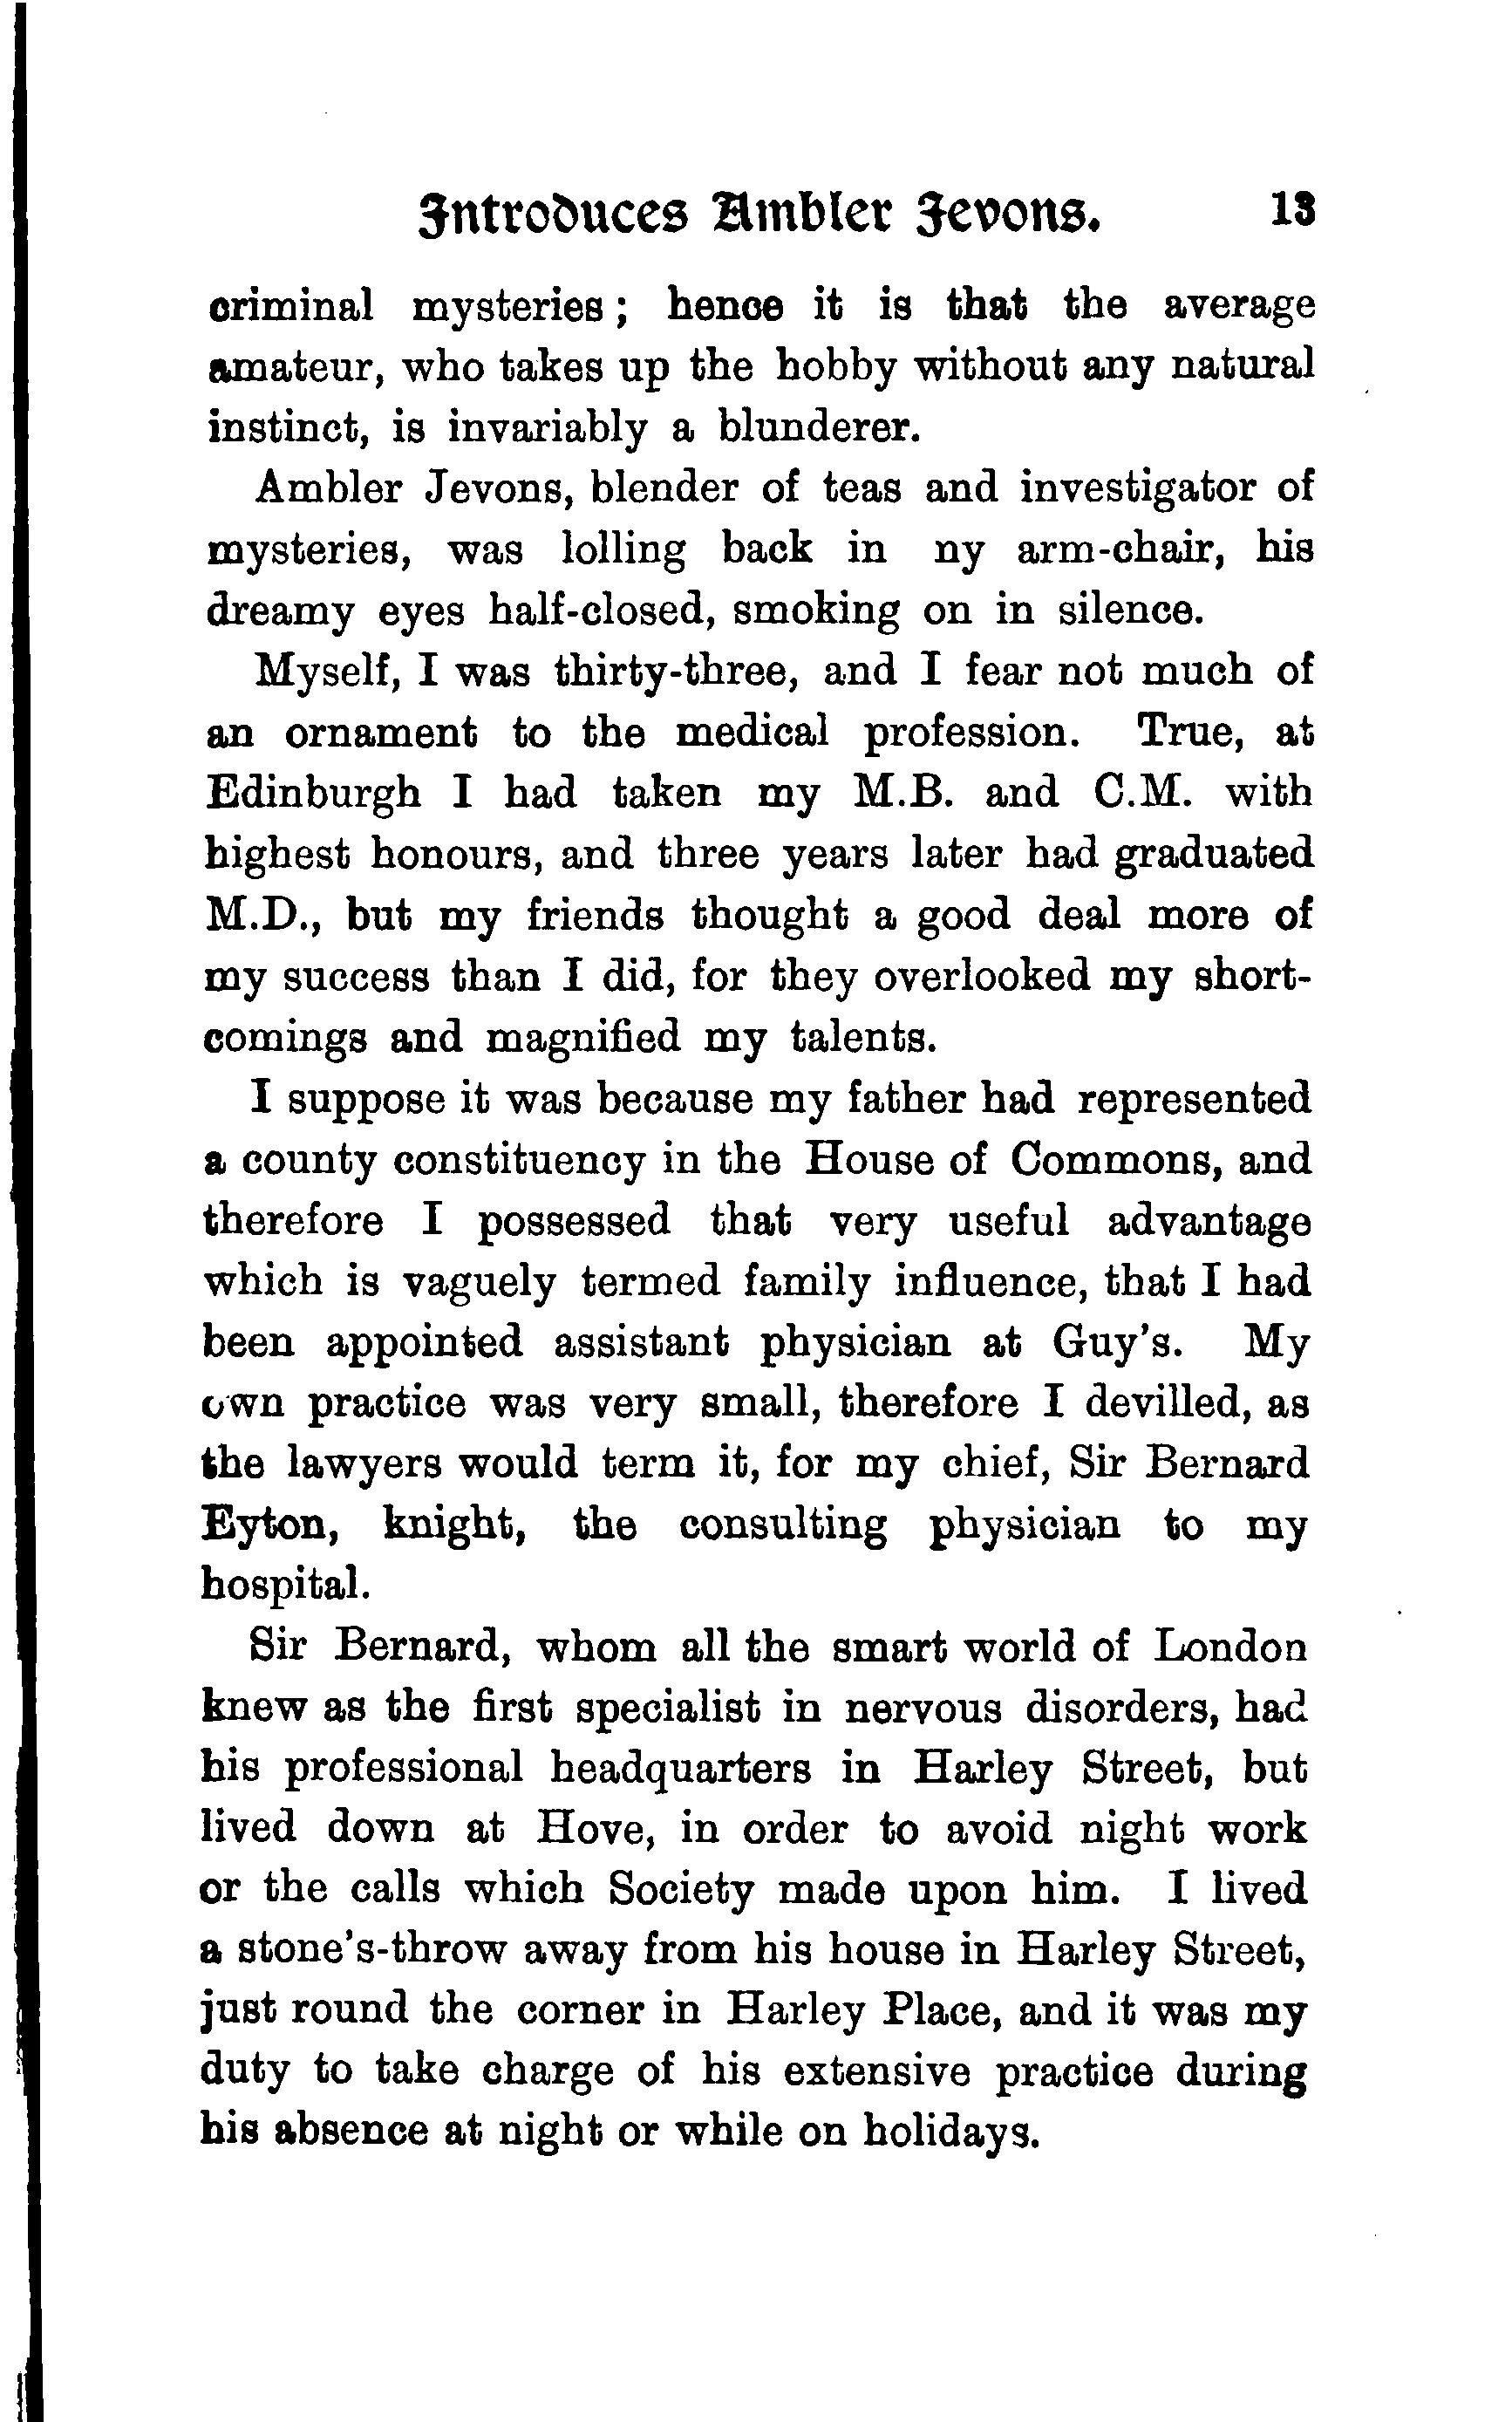 Introduces Ambler Jevons. 13
criminal mysteries; hence it is that the average
amateur, who takes up the hobby without any natural
instinct, is invariably a blunderer.
Ambler Jevons, blender of teas and investigator of
mysteries, was lolling back in ny arm-chair, his
dreamy eyes half-closed, smoking on in silence.
Myself, I was thirty-three, and I fear not much of
an ornament to the medical profession. True, at
Edinburgh I had taken my M.B. and C.M. with
highest honours, and three years later had graduated
M.D., but my friends thought a good deal more of
my success than I did, for they overlooked my short-
comings and magnified my talents.
I suppose it was because my father had represented
a county constituency in the House of Commons, and
therefore I possessed that very useful advantage
which is vaguely termed family influence, that I had
been appointed assistant physician at Guy's. My
own practice was very small, therefore I devilled, as
the lawyers would term it, for my chief, Sir Bernard
Eyton, knight, the consulting physician to my
hospital.
Sir Bernard, whom all the smart world of London
knew as the first specialist in nervous disorders, had
his professional headquarters in Harley Street, but
lived down at Hove, in order to avoid night work
or the calls which Society made upon him. I lived
a stone's-throw away from his house in Harley Street,
just round the corner in Harley Place, and it was my
duty to take charge of his extensive practice during
his absence at night or while on holidays.